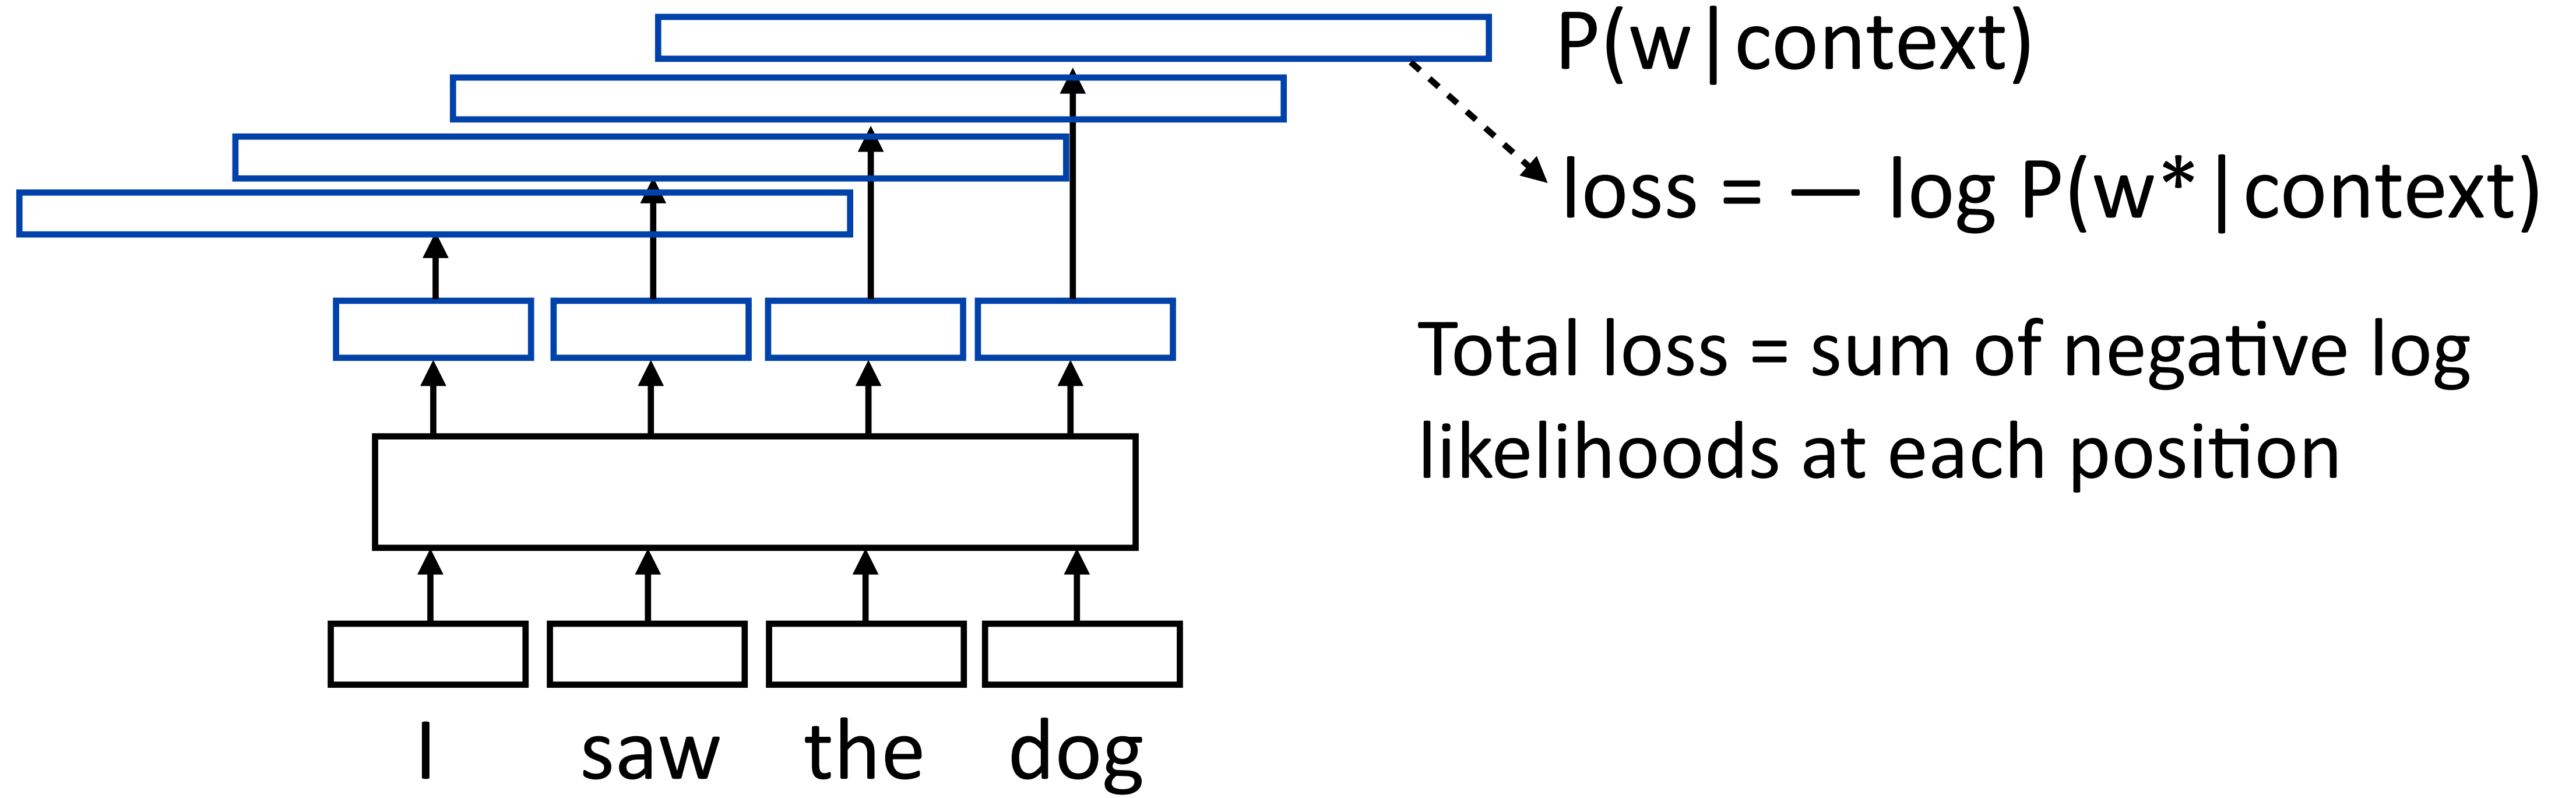 P(w|context)
loss = — log P(w*|context)
Total loss = sum of negative log
likelihoods at each position
I saw the dog